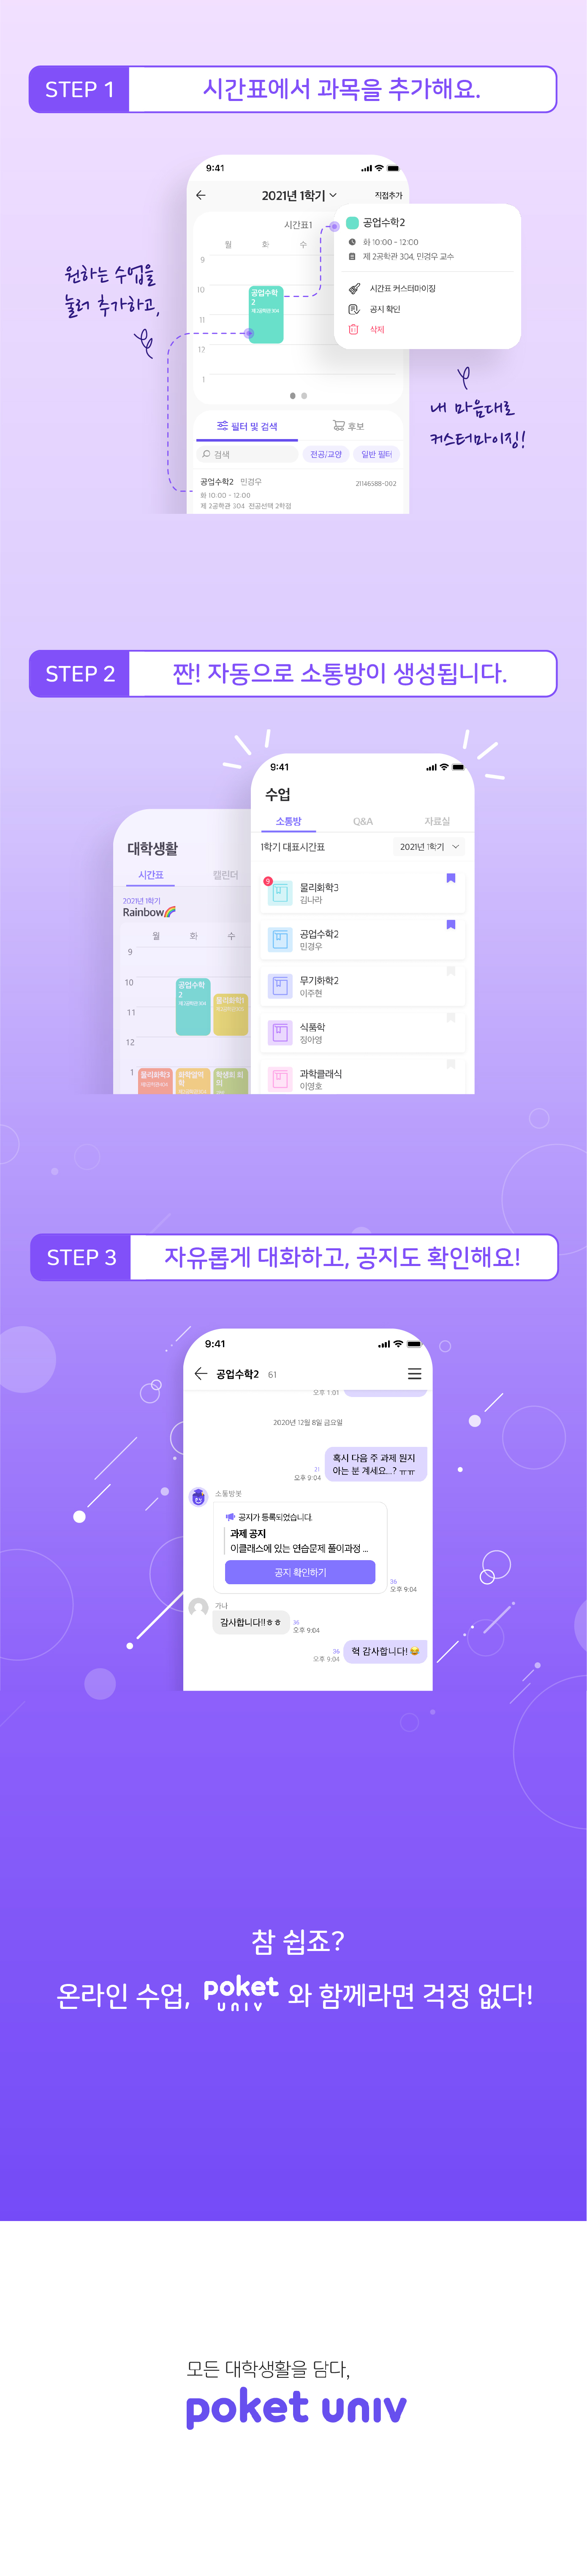 STEP 1
시간표에서 과목을 추가해요.
9:41
2021년 1학기
직접추가
시간표1
월 화 수
9
10
11
12
1
공업수학
2
제2공학관 304
공업수학2
화 10:00 - 12:00
제 2공학관 304, 민경우 교수
시간표 커스터마이징
공지 확인
삭제
원하는 수업을
눌러 추가하고,
내 마음대로
커스터마이징!
필터 및 검색
후보
검색
전공/교양
일반 필터
공업수학2 민경우
21146588-002
화 10:00 - 12:00
제 2공학관 304 전공선택 2학점
STEP 2
짠! 자동으로 소통방이 생성됩니다.
대학생활
시간표
캘린더
2021년 1학기
Rainbow🌈
월 화 수
9
10
11
12
1
공업수학
2
제2공학관 304
물리화학1
물리화학3
화학열역
학
학생회 회
의
9:41
수업
소통방
Q&A
자료실
1학기 대표시간표
2021년 1학기
9
물리화학3
김나라
공업수학2
민경우
무기화학2
이주현
식품학
장아영
과학클래식
이영호
STEP 3
자유롭게 대화하고, 공지도 확인해요!
9:41
공업수학2 61
오후 1:01
2020년 12월 8일 금요일
혹시 다음 주 과제 뭔지
아는 분 계세요...? ㅠㅠ
21
오후 9:04
소통방봇
공지가 등록되었습니다.
과제 공지
이클래스에 있는 연습문제 풀이과정 ...
공지 확인하기
36
오후 9:04
가나
감사합니다!!ㅎㅎ
36
오후 9:04
헉 감사합니다! 😂
36
오후 9:04
참 쉽죠?
온라인 수업, poket univ 와 함께라면 걱정 없다!
모든 대학생활을 담다,
poket univ